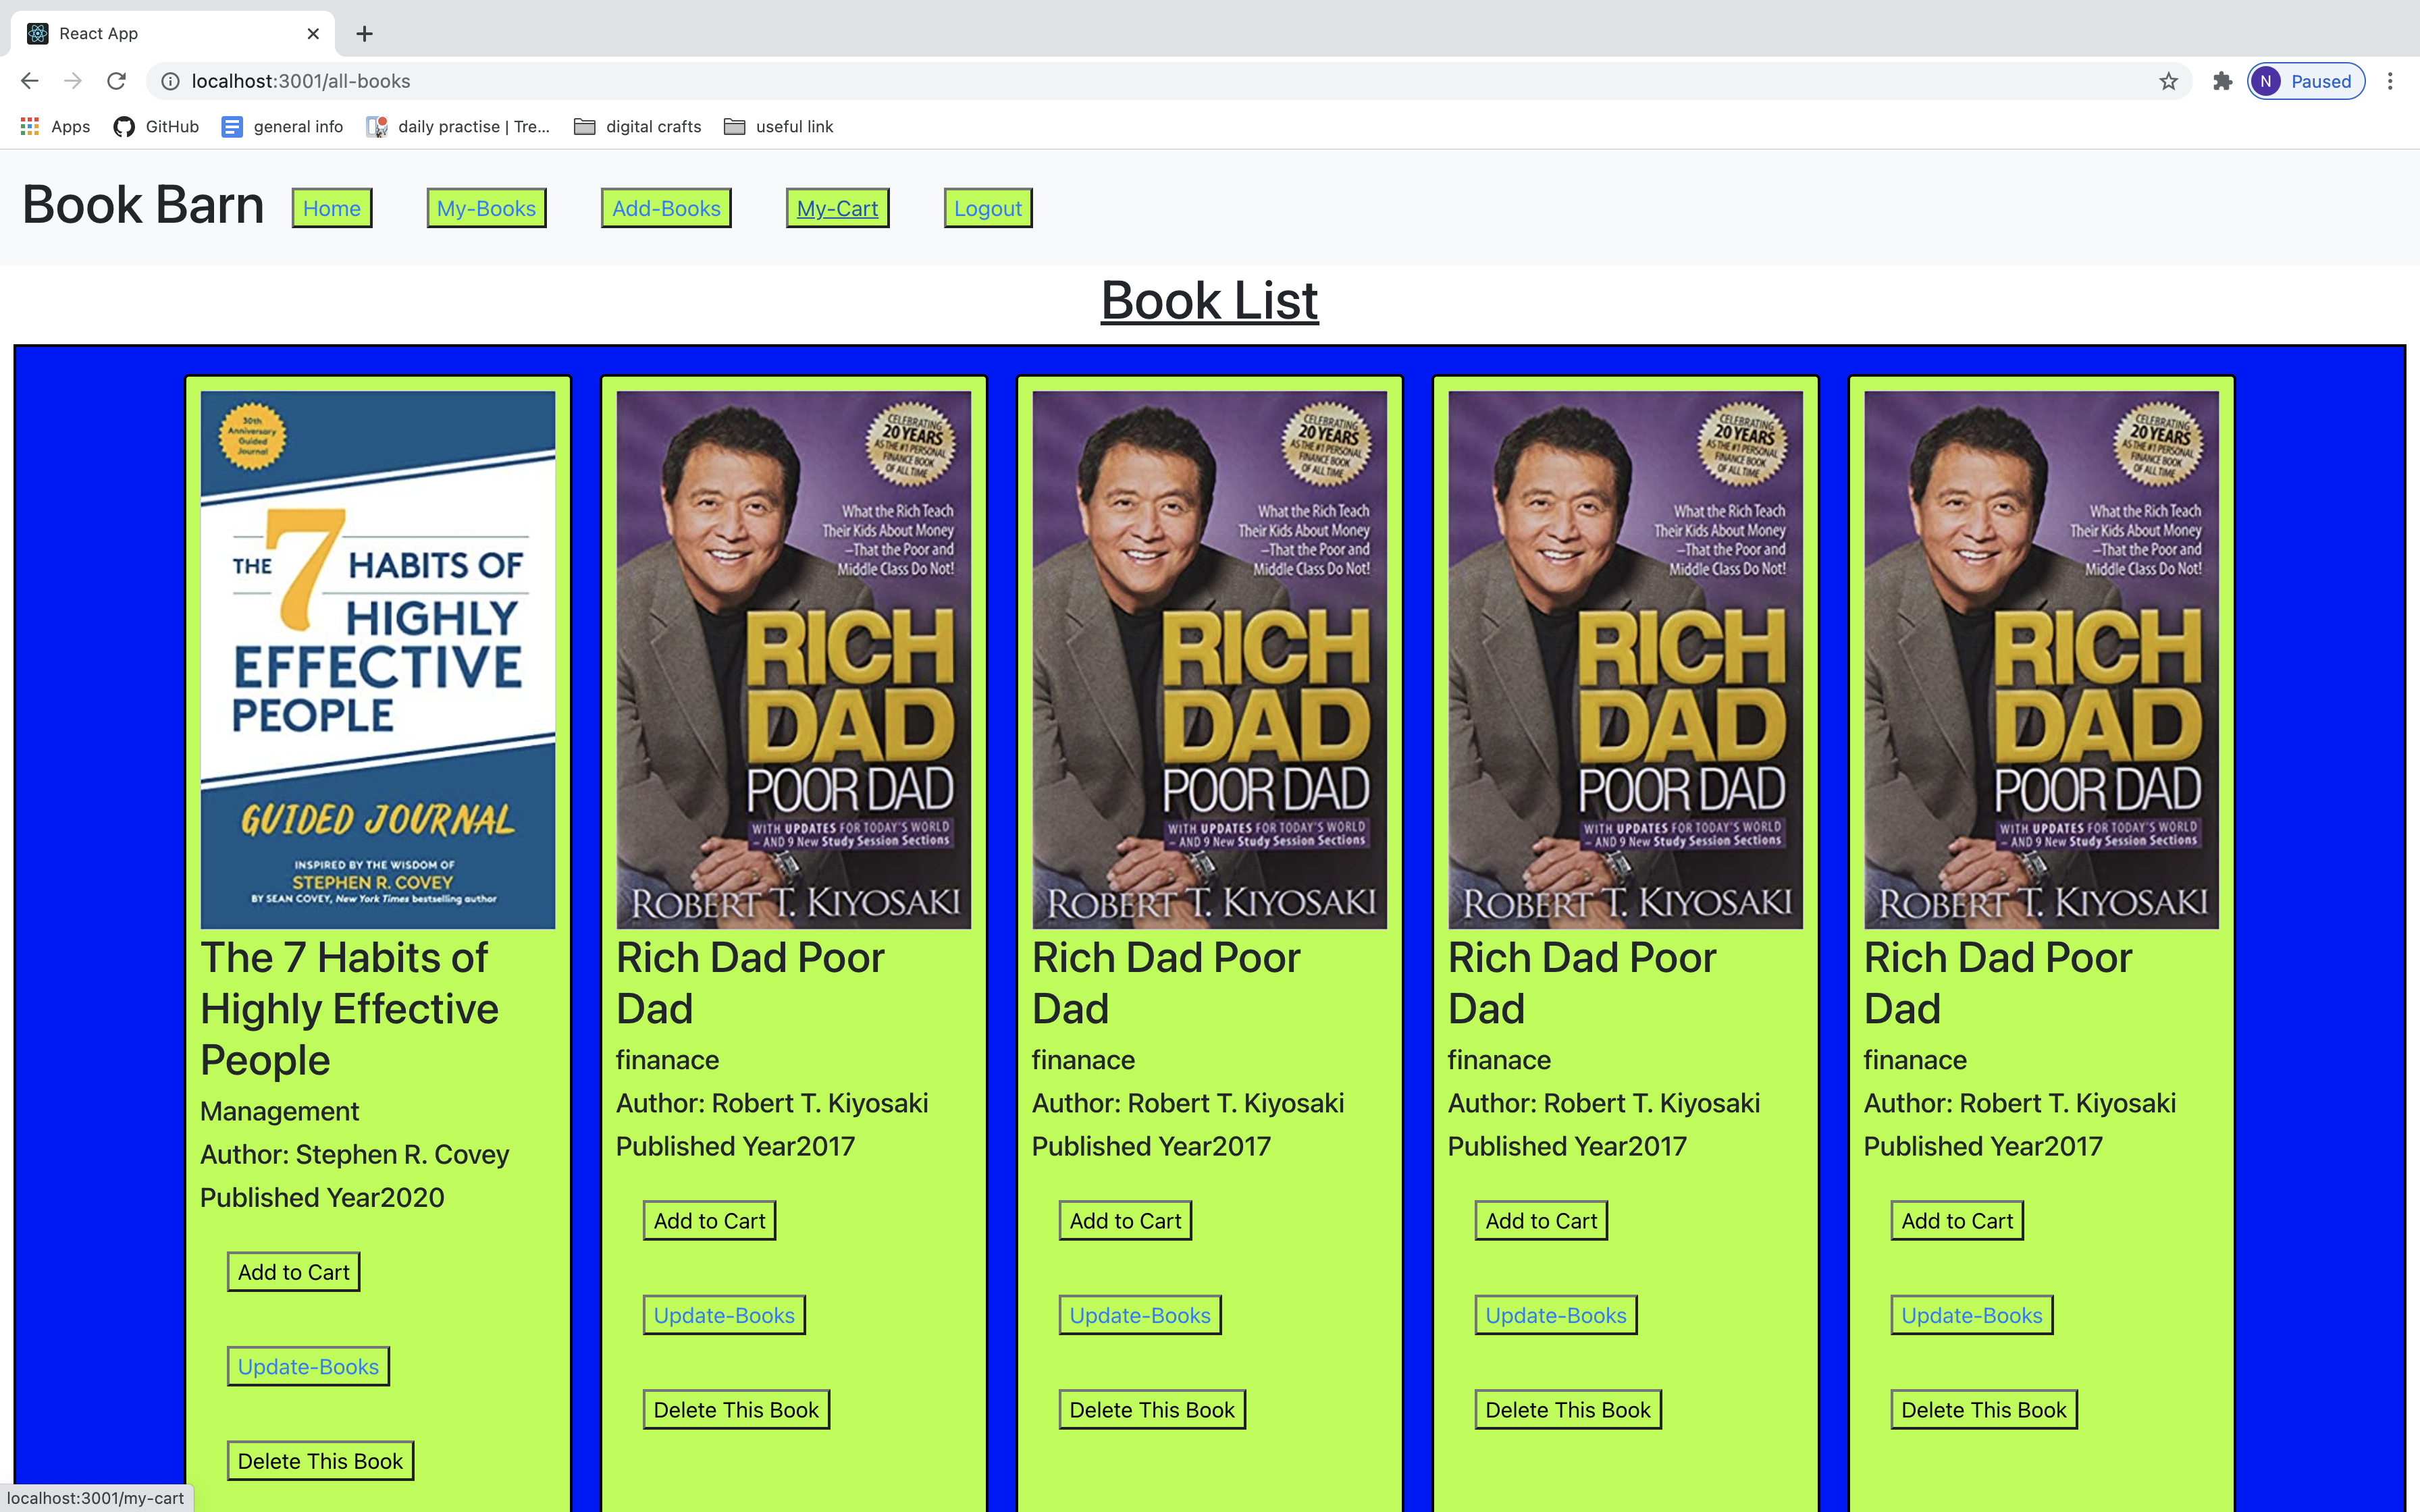 React App
localhost:3001/all-books
N Paused
Apps GitHub general info daily practise | Tre... digital crafts useful link
Book Barn Home My-Books Add-Books My-Cart Logout
Book List
30th
Anniversary
Guided
Journal
THE 7 HABITS OF
HIGHLY
EFFECTIVE
PEOPLE
GUIDED JOURNAL
INSPIRED BY THE WISDOM OF
STEPHEN R. COVEY
BY SEAN COVEY, New York Times bestselling author
The 7 Habits of
Highly Effective
People
Management
Author: Stephen R. Covey
Published Year2020
Add to Cart
Update-Books
Delete This Book
CELEBRATING
20 YEARS
AS THE #1 PERSONAL
FINANCE BOOK
OF ALL TIME
What the Rich Teach
Their Kids About Money
–That the Poor and
Middle Class Do Not!
RICH
DAD
POOR DAD
WITH UPDATES FOR TODAY'S WORLD
– AND 9 New Study Session Sections
ROBERT T. KIYOSAKI
Rich Dad Poor
Dad
finanace
Author: Robert T. Kiyosaki
Published Year2017
Add to Cart
Update-Books
Delete This Book
CELEBRATING
20 YEARS
AS THE #1 PERSONAL
FINANCE BOOK
OF ALL TIME
What the Rich Teach
Their Kids About Money
–That the Poor and
Middle Class Do Not!
RICH
DAD
POOR DAD
WITH UPDATES FOR TODAY'S WORLD
– AND 9 New Study Session Sections
ROBERT T. KIYOSAKI
Rich Dad Poor
Dad
finanace
Author: Robert T. Kiyosaki
Published Year2017
Add to Cart
Update-Books
Delete This Book
CELEBRATING
20 YEARS
AS THE #1 PERSONAL
FINANCE BOOK
OF ALL TIME
What the Rich Teach
Their Kids About Money
–That the Poor and
Middle Class Do Not!
RICH
DAD
POOR DAD
WITH UPDATES FOR TODAY'S WORLD
– AND 9 New Study Session Sections
ROBERT T. KIYOSAKI
Rich Dad Poor
Dad
finanace
Author: Robert T. Kiyosaki
Published Year2017
Add to Cart
Update-Books
Delete This Book
CELEBRATING
20 YEARS
AS THE #1 PERSONAL
FINANCE BOOK
OF ALL TIME
What the Rich Teach
Their Kids About Money
–That the Poor and
Middle Class Do Not!
RICH
DAD
POOR DAD
WITH UPDATES FOR TODAY'S WORLD
– AND 9 New Study Session Sections
ROBERT T. KIYOSAKI
Rich Dad Poor
Dad
finanace
Author: Robert T. Kiyosaki
Published Year2017
Add to Cart
Update-Books
Delete This Book
localhost:3001/my-cart